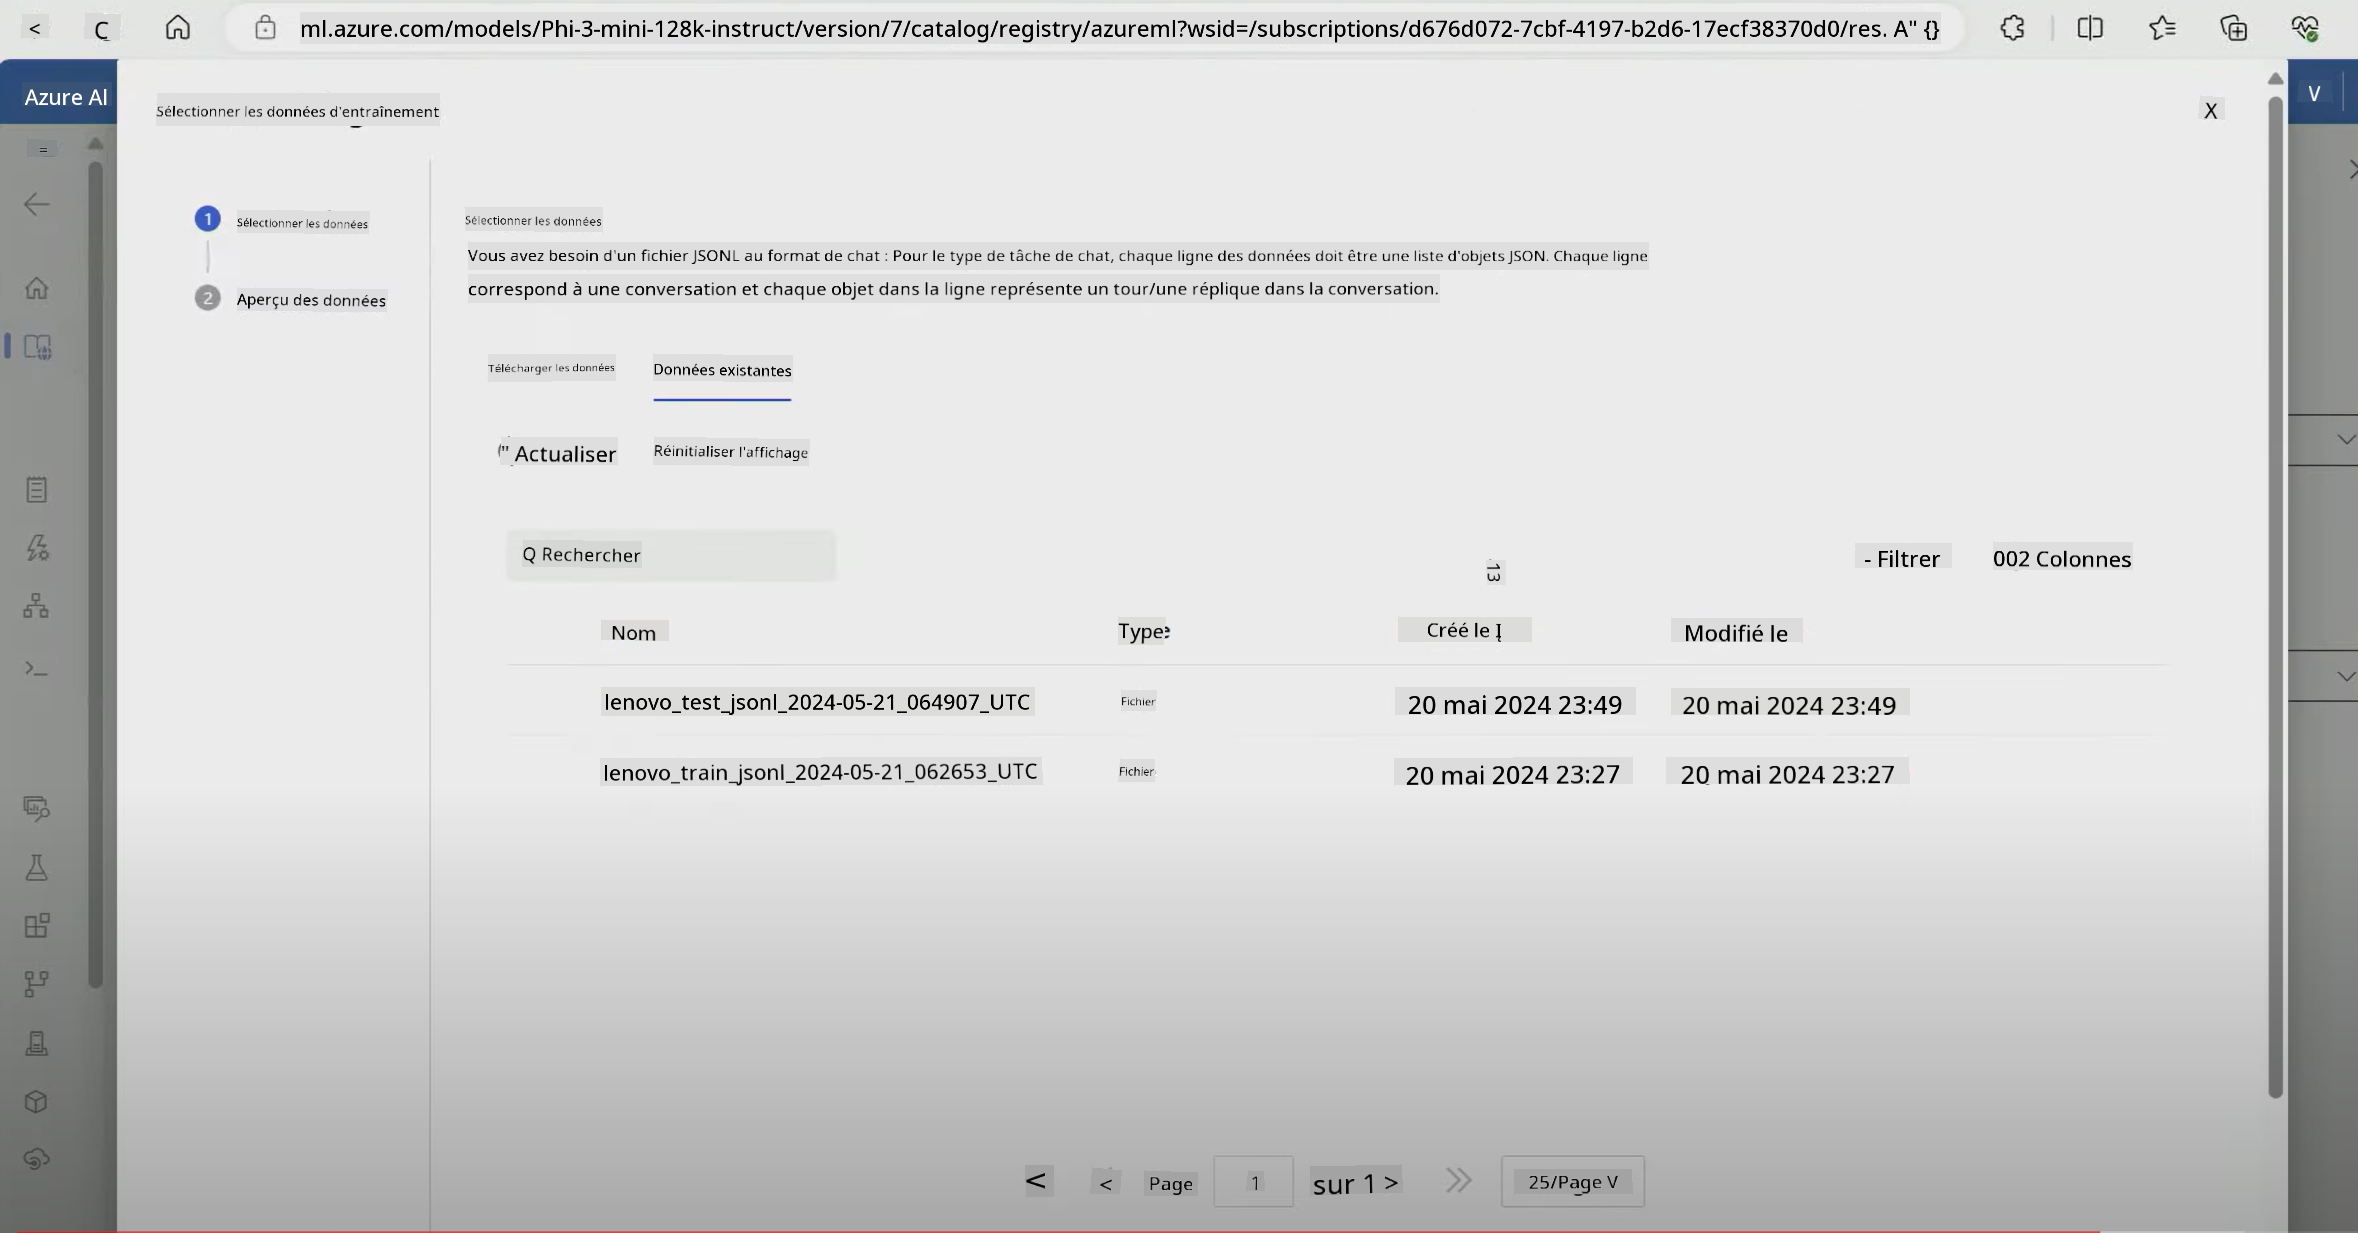 < C ml.azure.com/models/Phi-3-mini-128k-instruct/version/7/catalog/registry/azureml?wsid=/subscriptions/d676d072-7cbf-4197-b2d6-17ecf38370d0/res. A" {}
Azure AI
V
Sélectionner les données d'entraînement
X
=
1 Sélectionner les données
2 Aperçu des données
Sélectionner les données
Vous avez besoin d'un fichier JSONL au format de chat : Pour le type de tâche de chat, chaque ligne des données doit être une liste d'objets JSON. Chaque ligne
correspond à une conversation et chaque objet dans la ligne représente un tour/une réplique dans la conversation.
Télécharger les données Données existantes
(" Actualiser Réinitialiser l'affichage
Q Rechercher
13
- Filtrer 002 Colonnes
Nom Type Créé le Modifié le
lenovo_test_jsonl_2024-05-21_064907_UTC Fichier 20 mai 2024 23:49 20 mai 2024 23:49
lenovo_train_jsonl_2024-05-21_062653_UTC Fichier 20 mai 2024 23:27 20 mai 2024 23:27
< < Page 1 sur 1 > 25/Page V